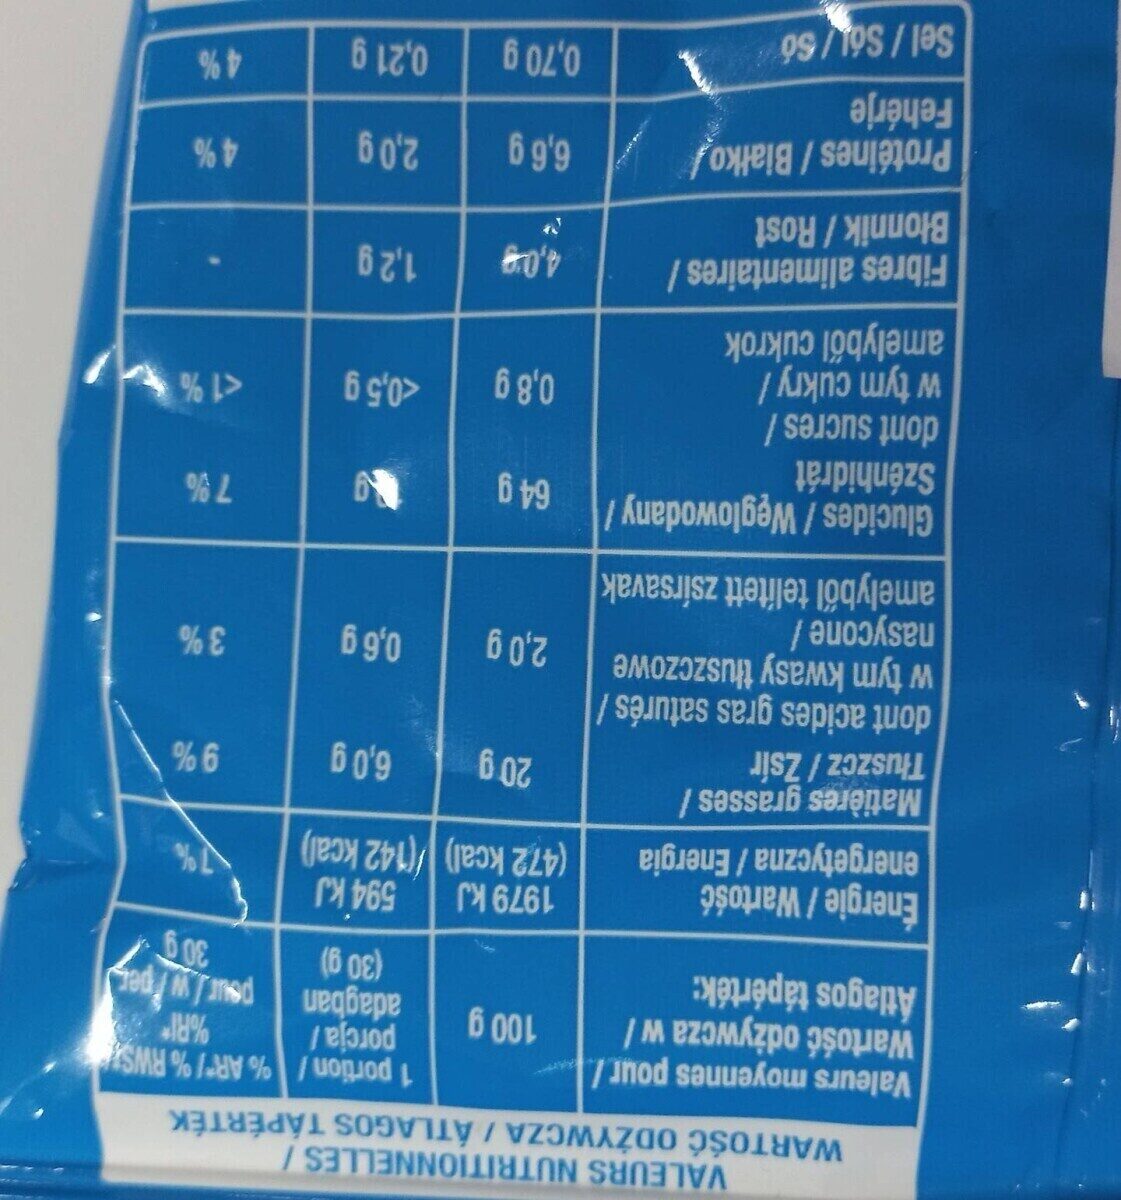 VALEURS NUTRITIONNELLES /
WARTOŚĆ ODŻYWCZA / ÁTLAGOS TÁPÉRTÉK
Valeurs moyennes pour /
Wartość odżywcza w /
Átlagos tápérték:
100 g
1 portion /
porcja /
adagban
(30 g)
% AR*/ % RWS*/
%RI*
pour / w / per
30 g
Énergie / Wartość
energetyczna / Energia
1979 kJ
(472 kcal)
594 kJ
(142 kcal)
7 %
Matières grasses /
Tłuszcz / Zsír
20 g
6,0 g
9 %
dont acides gras saturés /
w tym kwasy tłuszczowe
nasycone /
amelyből telített zsírsavak
2,0 g
0,6 g
3 %
Glucides / Węglowodany /
Szénhidrát
64 g
g
7 %
dont sucres /
w tym cukry /
amelyből cukrok
0,8 g
<0,5 g
<1 %
Fibres alimentaires /
Błonnik / Rost
4,0 g
1,2 g
-
Protéines / Białko /
Fehérje
6,6 g
2,0 g
4 %
Sel / Sól / Só
0,70 g
0,21 g
4 %